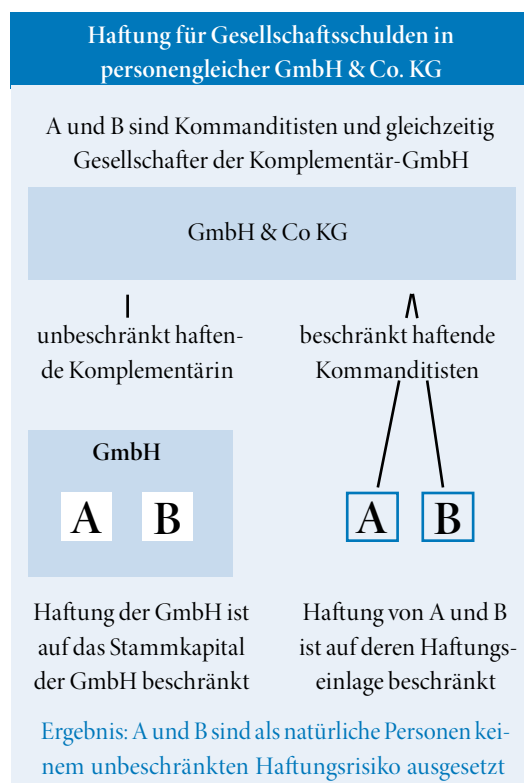 Haftung für Gesellschaftsschulden in
personengleicher GmbH & Co. KG
A und B sind Kommanditisten und gleichzeitig
Gesellschafter der Komplementär-GmbH
GmbH & Co KG
unbeschränkt haften-
de Komplementärin
beschränkt haftende
Kommanditisten
GmbH
A B
A B
Haftung der GmbH ist
auf das Stammkapital
der GmbH beschränkt
Haftung von A und B
ist auf deren Haftungs-
einlage beschränkt
Ergebnis: A und B sind als natürliche Personen kei-
nem unbeschränkten Haftungsrisiko ausgesetzt